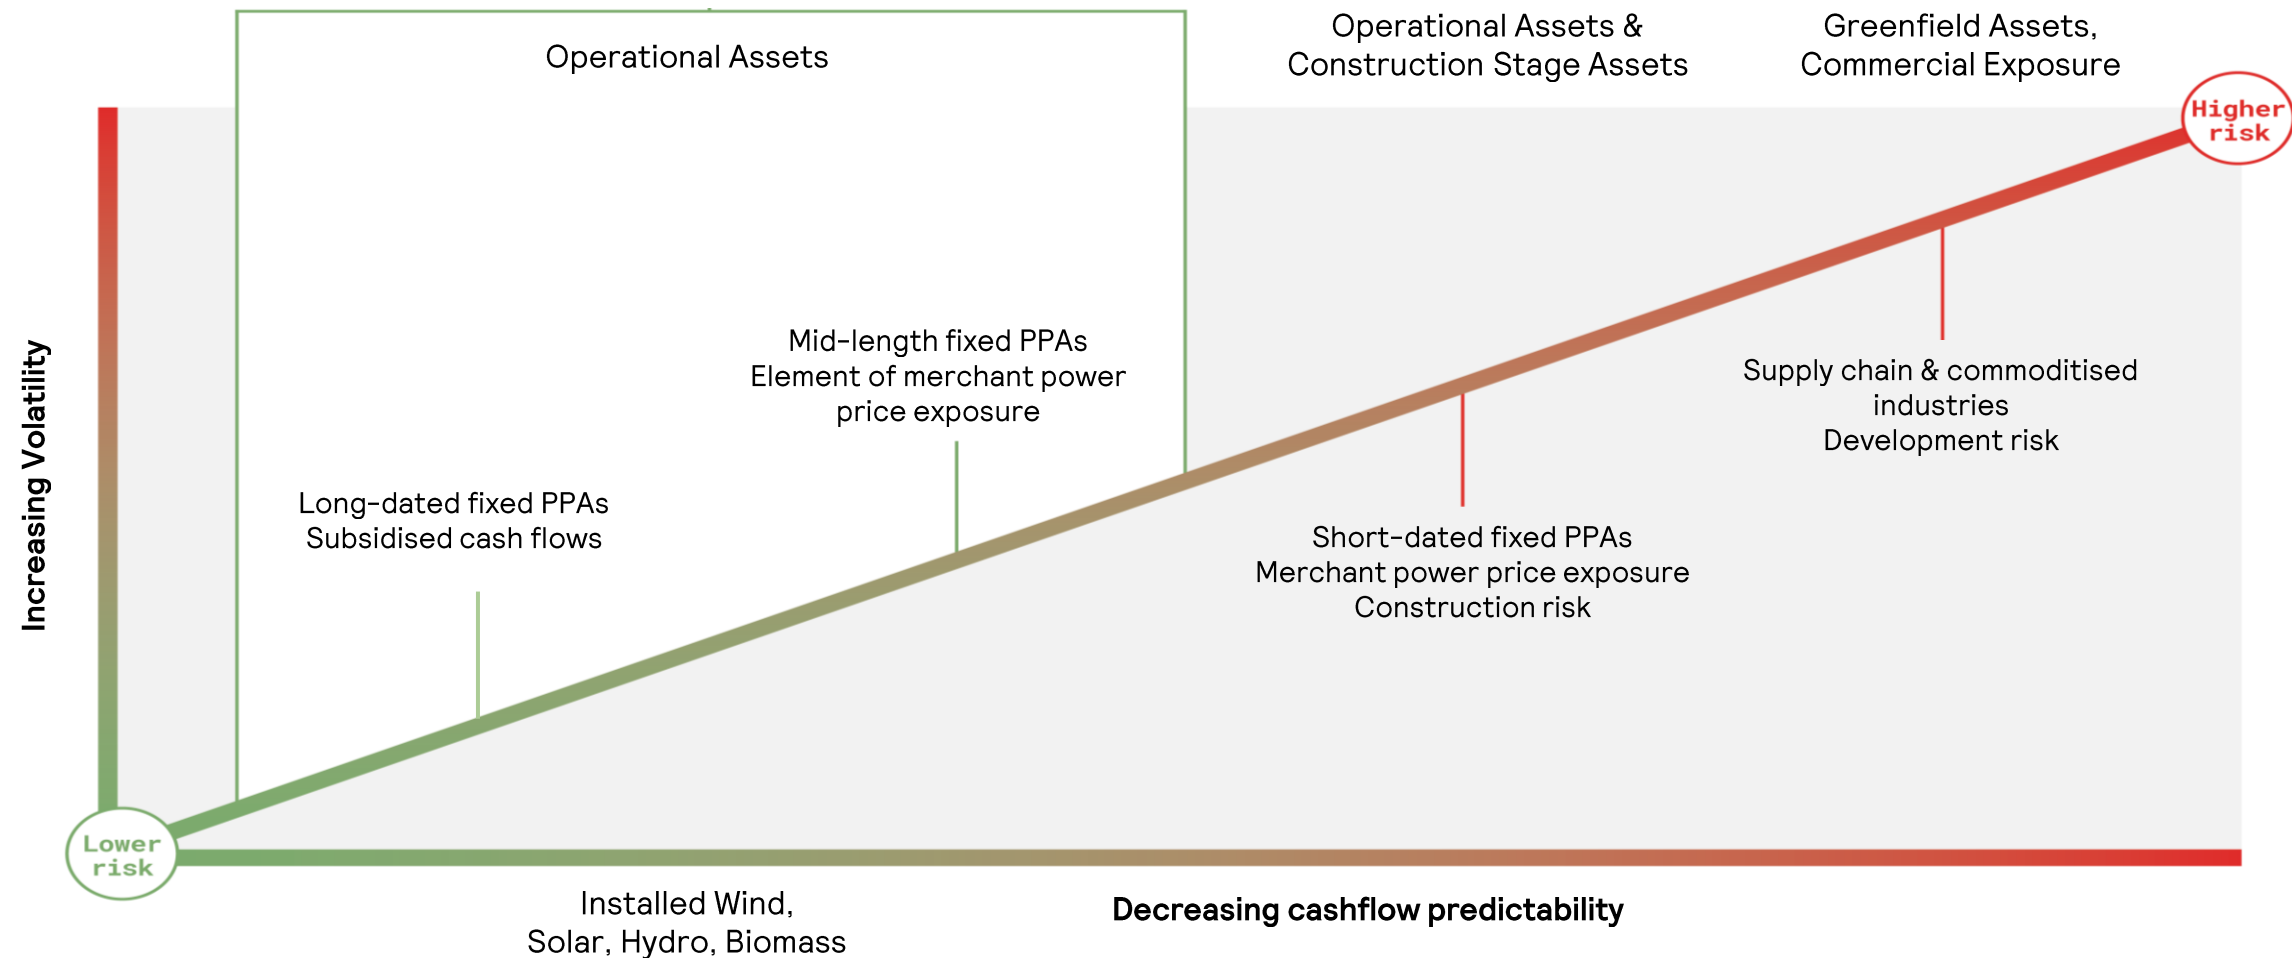 Operational Assets
Operational Assets &
Construction Stage Assets
Greenfield Assets,
Commercial Exposure
Higher
risk
Increasing Volatility
Long-dated fixed PPAs
Subsidised cash flows
Mid-length fixed PPAs
Element of merchant power
price exposure
Short-dated fixed PPAs
Merchant power price exposure
Construction risk
Supply chain & commoditised
industries
Development risk
Lower
risk
Installed Wind,
Solar, Hydro, Biomass
Decreasing cashflow predictability